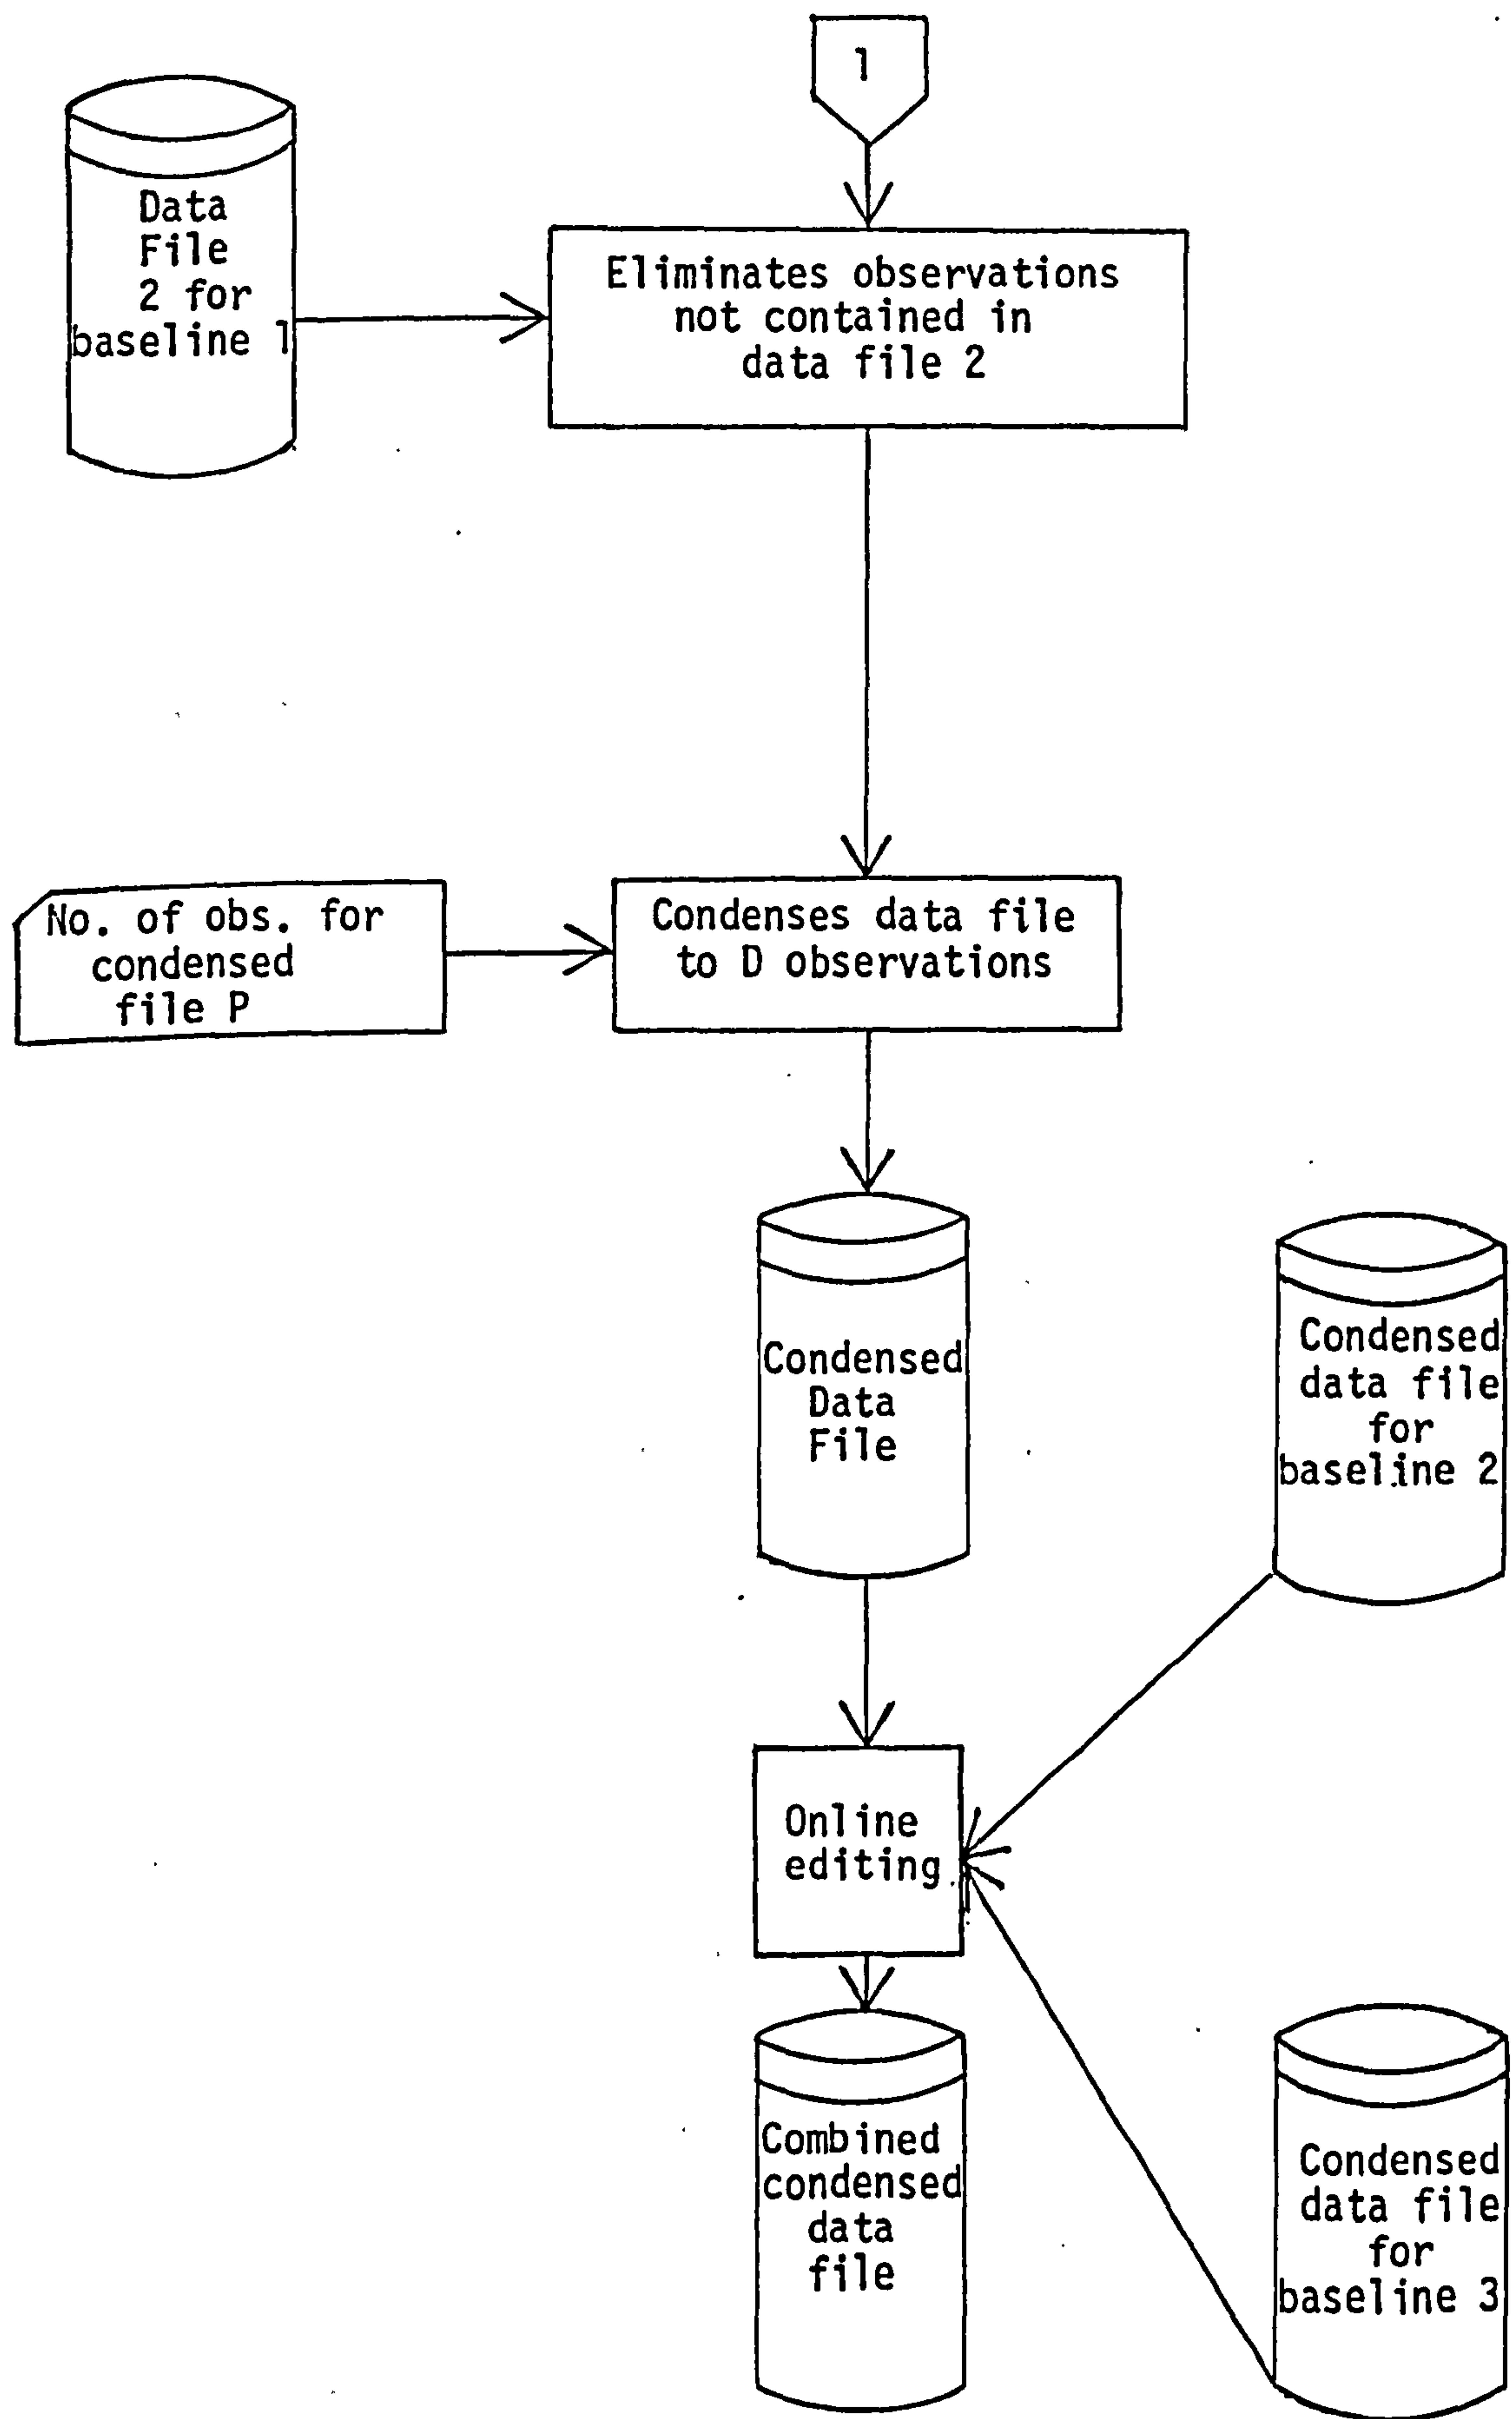 1
Data
File
2 for
baseline 1
Eliminates observations
not contained in
data file 2
No. of obs. for
condensed
file P
Condenses data file
to D observations
Condensed
Data
File
Condensed
data file
for
baseline 2
Online
editing
Combined
condensed
data
file
Condensed
data file
for
baseline 3